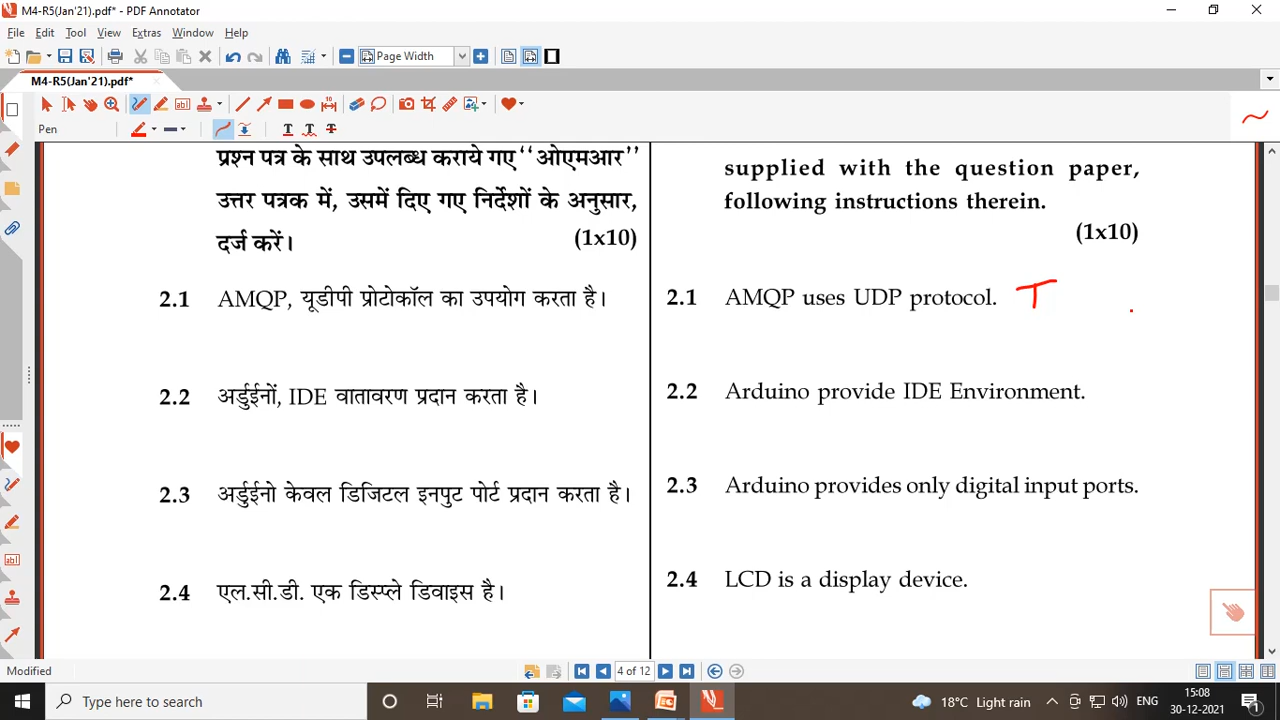 M4-R5(Jan'21).pdf* - PDF Annotator
File Edit Tool View Extras Window Help
Page Width
M4-R5(Jan'21).pdf*
Pen
प्रश्न पत्र के साथ उपलब्ध कराये गए ‘‘ओएमआर’’
उत्तर पत्रक में, उसमें दिए गए निर्देशों के अनुसार,
दर्ज करें। (1x10)
2.1 AMQP, यूडीपी प्रोटोकॉल का उपयोग करता है।
2.2 अर्डुईनों, IDE वातावरण प्रदान करता है।
2.3 अर्डुईनो केवल डिजिटल इनपुट पोर्ट प्रदान करता है।
2.4 एल.सी.डी. एक डिस्प्ले डिवाइस है।
supplied with the question paper,
following instructions therein.
(1x10)
2.1 AMQP uses UDP protocol. T
2.2 Arduino provide IDE Environment.
2.3 Arduino provides only digital input ports.
2.4 LCD is a display device.
Modified
4 of 12
Type here to search
18°C Light rain
ENG
15:08
30-12-2021
1